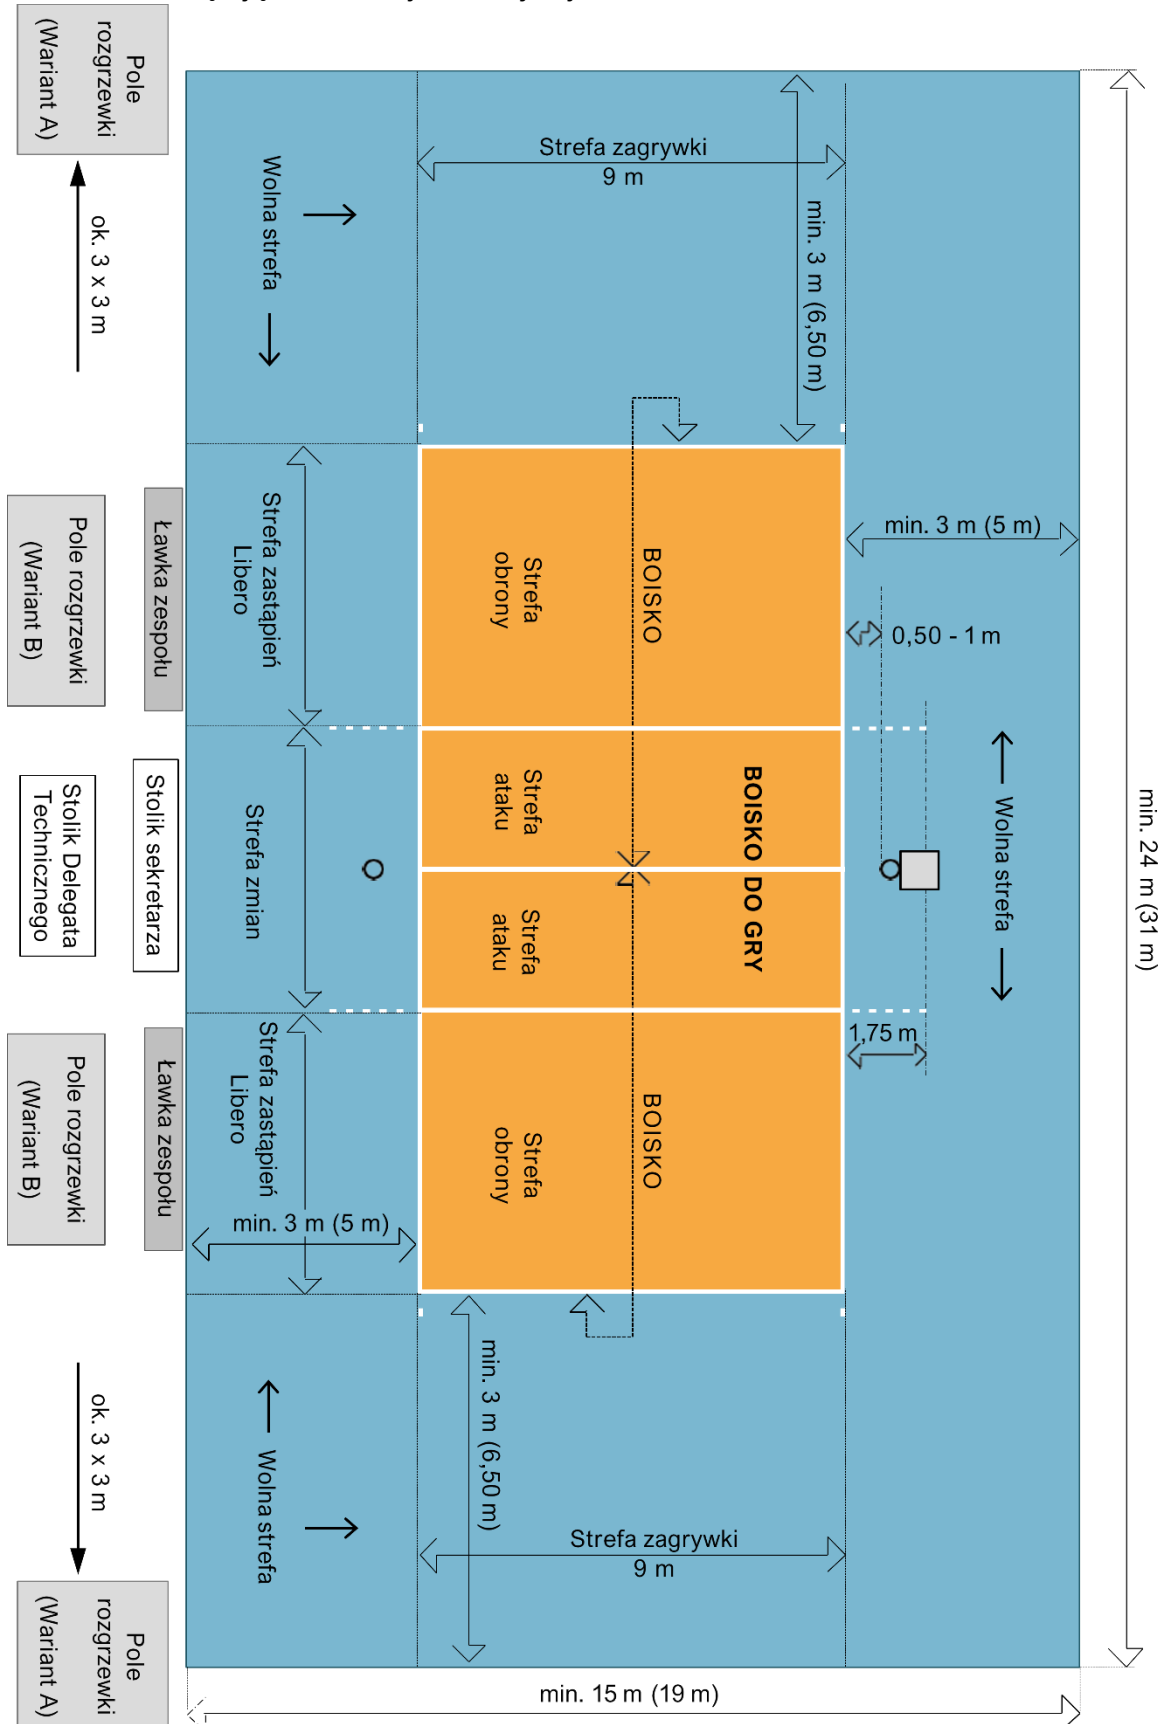 Pole
rozgrzewki
(Wariant A)
ok. 3 x 3 m
Wolna strefa
Strefa zagrywki
9 m
min. 3 m (6,50 m)
min. 24 m (31 m)
Pole rozgrzewki
(Wariant B)
Ławka zespołu
Strefa zastąpień
Libero
Strefa
obrony
BOISKO
min. 3 m (5 m)
0,50 - 1 m
Stolik Delegata
Technicznego
Stolik sekretarza
Strefa zmian
Strefa
ataku
Strefa
ataku
BOISKO DO GRY
Wolna strefa
1,75 m
Pole rozgrzewki
(Wariant B)
Ławka zespołu
Strefa zastąpień
Libero
min. 3 m (5 m)
Strefa
obrony
BOISKO
ok. 3 x 3 m
Wolna strefa
min. 3 m (6,50 m)
Strefa zagrywki
9 m
Pole
rozgrzewki
(Wariant A)
min. 15 m (19 m)